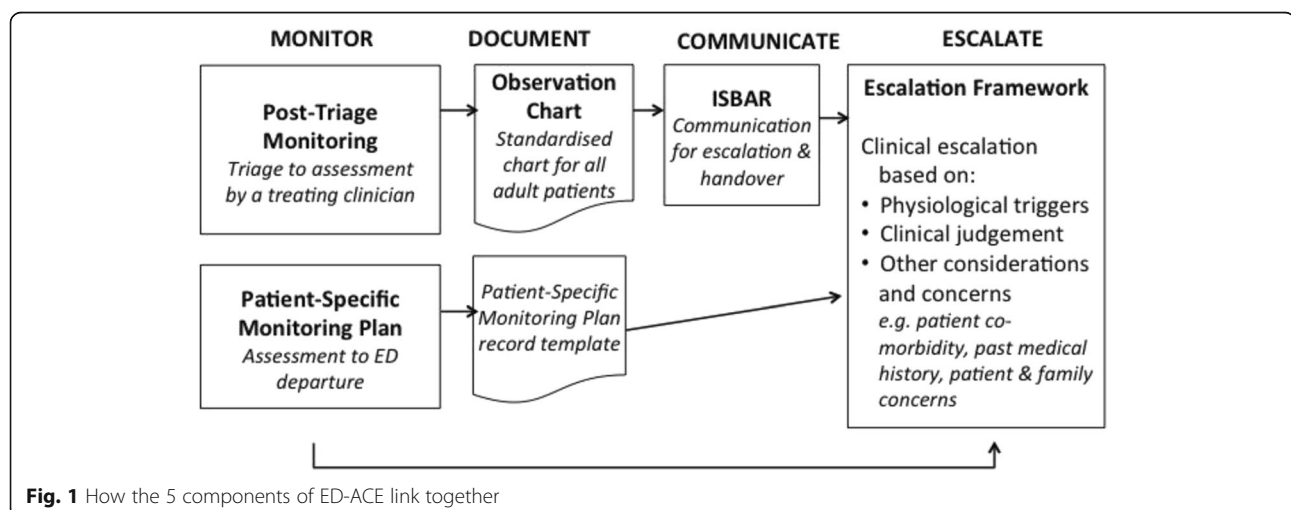 MONITOR
DOCUMENT
COMMUNICATE
ESCALATE
Post-Triage
Monitoring
Triage to assessment
by a treating clinician
Observation
Chart
Standardised
chart for all
adult patients
ISBAR
Communication
for escalation &
handover
Escalation Framework
Clinical escalation
based on:
• Physiological triggers
• Clinical judgement
• Other considerations
and concerns
e.g. patient co-
morbidity, past medical
history, patient & family
concerns
Patient-Specific
Monitoring Plan
Assessment to ED
departure
Patient-Specific
Monitoring Plan
record template
Fig. 1 How the 5 components of ED-ACE link together